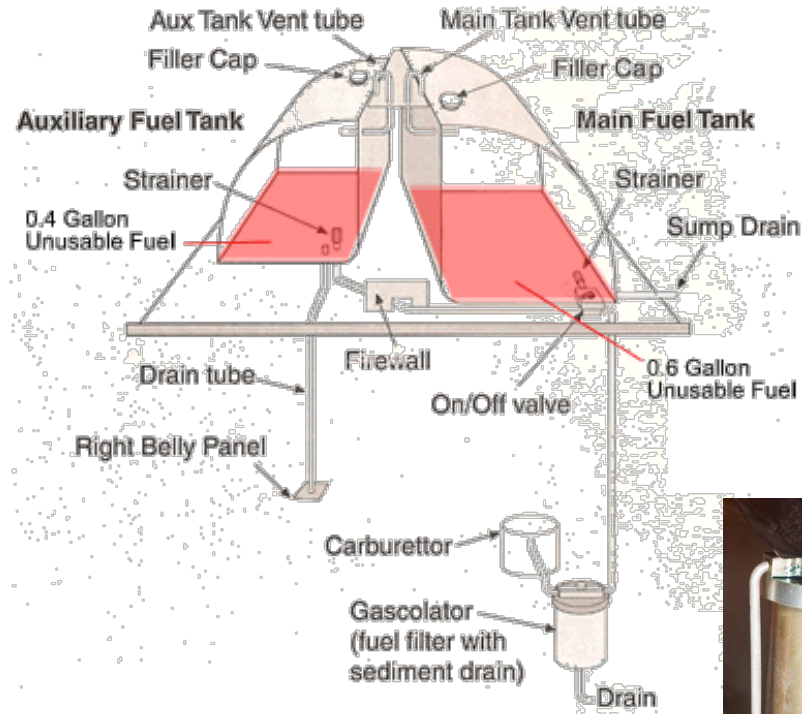 Aux Tank Vent tube
Main Tank Vent tube
Filler Cap
Filler Cap
Auxiliary Fuel Tank
Main Fuel Tank
Strainer
Strainer
0.4 Gallon
Unusable Fuel
Sump Drain
Firewall
Drain tube
0.6 Gallon
Unusable Fuel
On/Off valve
Right Belly Panel
Carburettor
Gascolator
(fuel filter with
sediment drain)
Drain